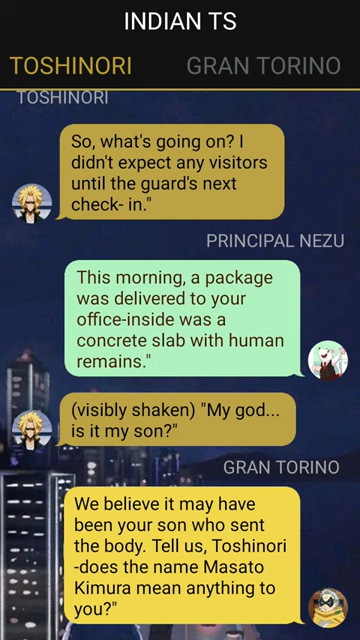 INDIAN TS
TOSHINORI GRAN TORINO
TOSHINORI
So, what's going on? I
didn't expect any visitors
until the guard's next
check- in."
PRINCIPAL NEZU
This morning, a package
was delivered to your
office-inside was a
concrete slab with human
remains."
(visibly shaken) "My god...
is it my son?"
GRAN TORINO
We believe it may have
been your son who sent
the body. Tell us, Toshinori
-does the name Masato
Kimura mean anything to
you?"